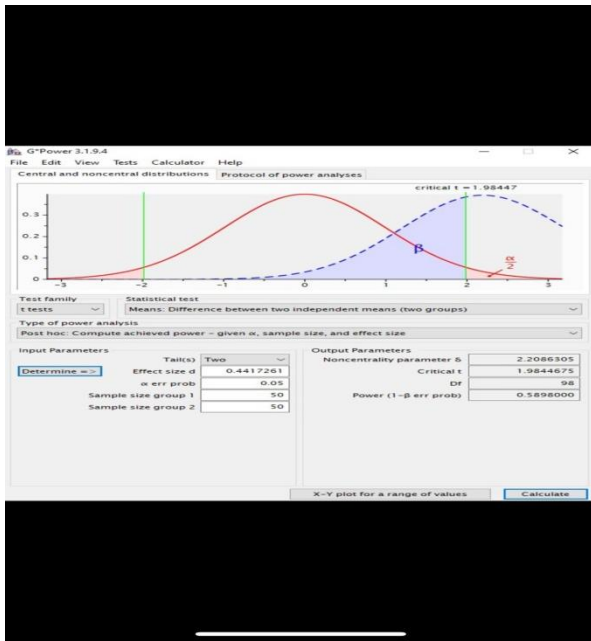 G*Power 3.1.9.4
File Edit View Tests Calculator Help
Central and noncentral distributions Protocol of power analyses
critical t = 1.98447
0.3
0.2
0.1
0
-3 -2 -1 0 1 2 3
β
α
2
Test family Statistical test
t tests Means: Difference between two independent means (two groups)
Type of power analysis
Post hoc: Compute achieved power – given α, sample size, and effect size
Input Parameters Output Parameters
Tail(s) Two Noncentrality parameter δ 2.2086305
Determine => Effect size d 0.4417261 Critical t 1.9844675
α err prob 0.05 Df 98
Sample size group 1 50 Power (1-β err prob) 0.5898000
Sample size group 2 50
X-Y plot for a range of values Calculate